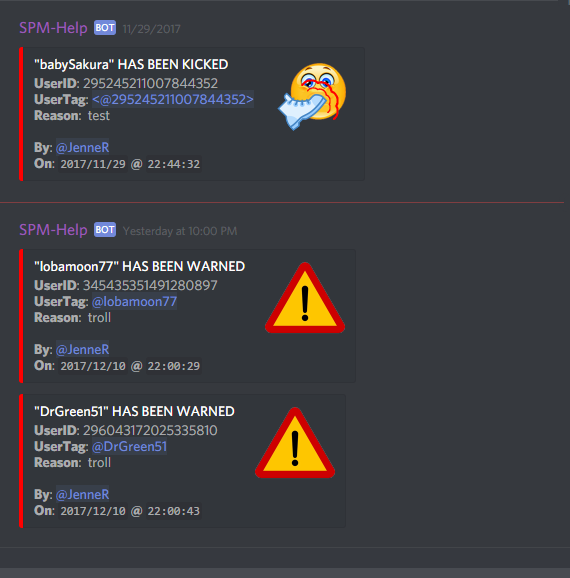 SPM-Help BOT 11/29/2017
"babySakura" HAS BEEN KICKED
UserID: 295245211007844352
UserTag: <@295245211007844352>
Reason: test
By: @JenneR
On: 2017/11/29 @ 22:44:32
SPM-Help BOT Yesterday at 10:00 PM
"lobamoon77" HAS BEEN WARNED
UserID: 345435351491280897
UserTag: @lobamoon77
Reason: troll
By: @JenneR
On: 2017/12/10 @ 22:00:29
"DrGreen51" HAS BEEN WARNED
UserID: 296043172025335810
UserTag: @DrGreen51
Reason: troll
By: @JenneR
On: 2017/12/10 @ 22:00:43